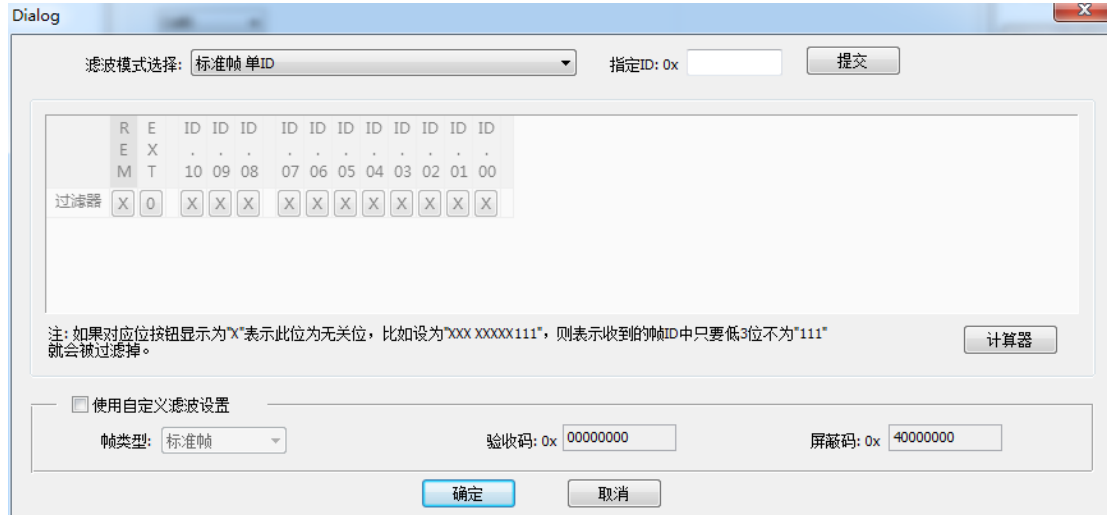 Dialog
滤波模式选择: 标准帧 单ID 指定ID: 0x 提交
R E ID ID ID ID ID ID ID ID ID ID ID
E X . . . . . . . . . . .
M T 10 09 08 07 06 05 04 03 02 01 00
过滤器 X 0 X X X X X X X X X X X
注: 如果对应位按钮显示为"X"表示此位为无关位，比如设为"XXX XXXXX111"，则表示收到的帧ID中只要低3位不为"111"
就会被过滤掉。
计算器
使用自定义滤波设置
帧类型: 标准帧 验收码: 0x 00000000 屏蔽码: 0x 40000000
确定 取消